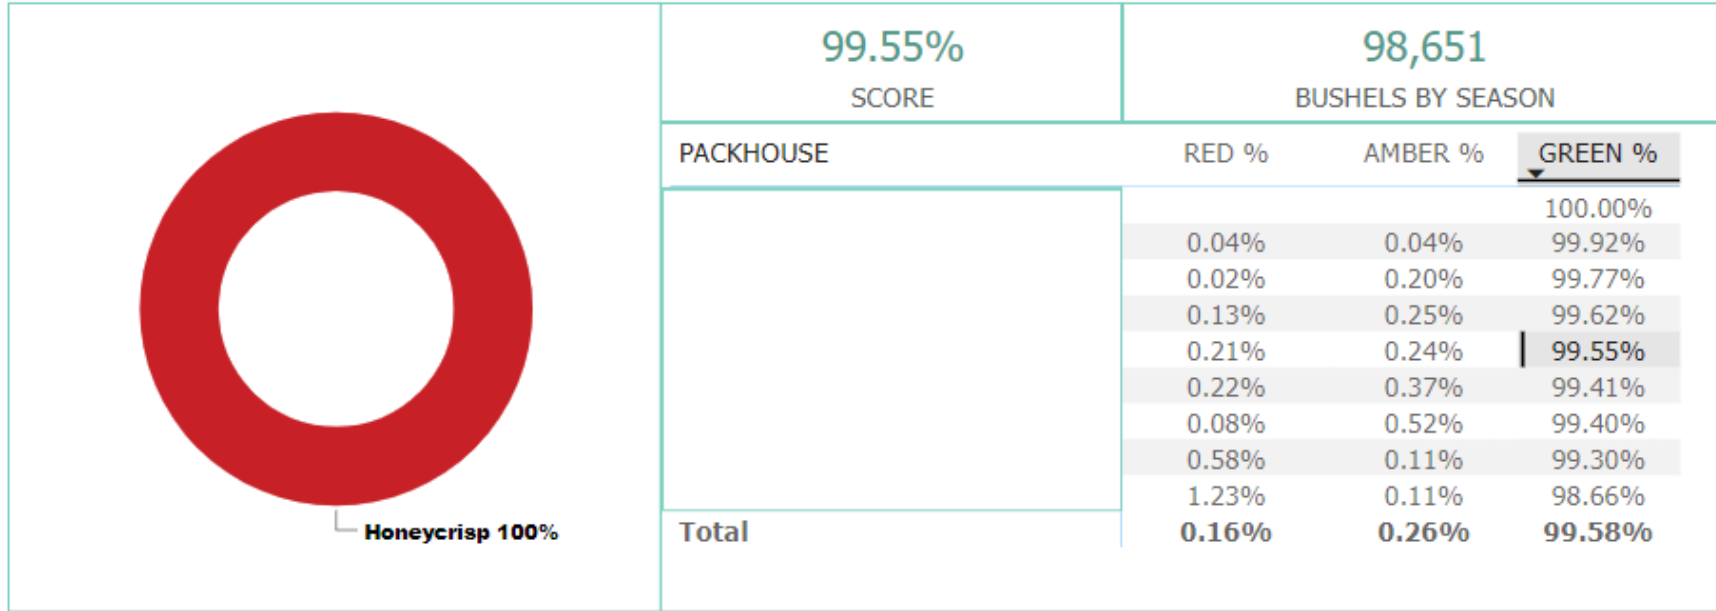 99.55%
SCORE
98,651
BUSHELS BY SEASON
PACKHOUSE RED % AMBER % GREEN %
100.00%
0.04% 0.04% 99.92%
0.02% 0.20% 99.77%
0.13% 0.25% 99.62%
0.21% 0.24% 99.55%
0.22% 0.37% 99.41%
0.08% 0.52% 99.40%
0.58% 0.11% 99.30%
1.23% 0.11% 98.66%
Total 0.16% 0.26% 99.58%
Honeycrisp 100%